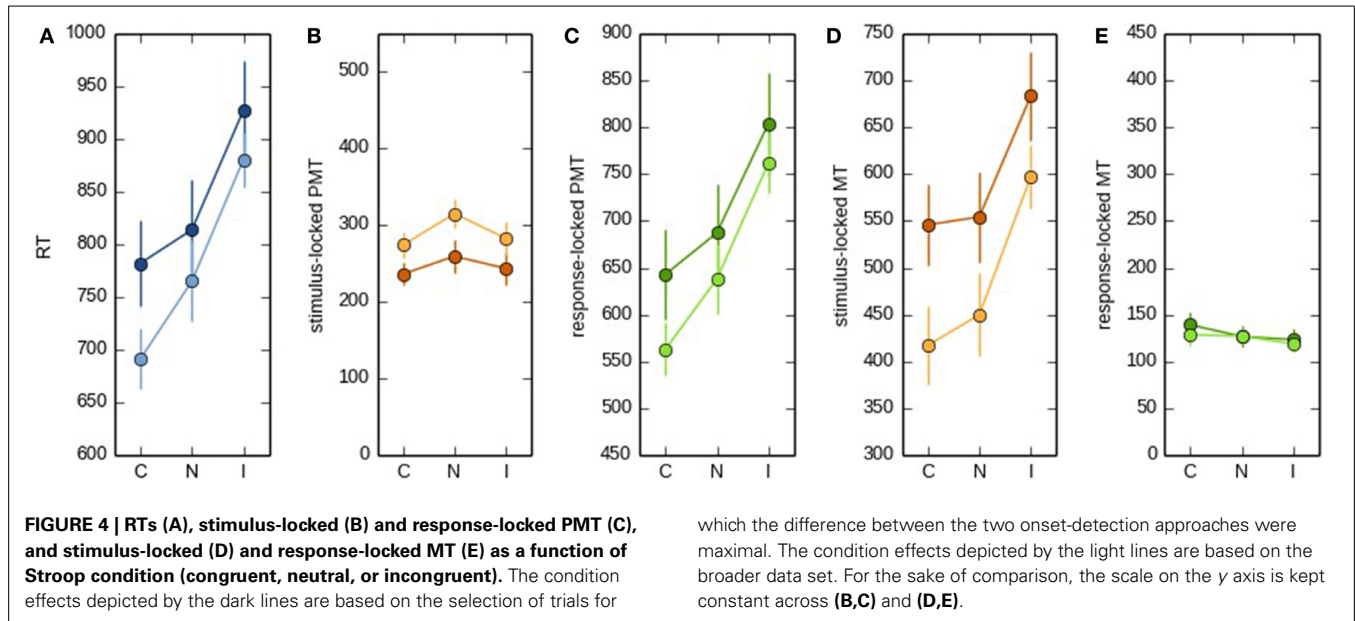 A
RT
1000
950
900
850
800
750
700
650
600
C N I
B
stimulus-locked PMT
500
400
300
200
100
0
C N I
C
response-locked PMT
900
850
800
750
700
650
600
550
500
450
C N I
D
stimulus-locked MT
750
700
650
600
550
500
450
400
350
300
C N I
E
response-locked MT
450
400
350
300
250
200
150
100
50
0
C N I
FIGURE 4 | RTs (A), stimulus-locked (B) and response-locked PMT (C),
and stimulus-locked (D) and response-locked MT (E) as a function of
Stroop condition (congruent, neutral, or incongruent). The condition
effects depicted by the dark lines are based on the selection of trials for
which the difference between the two onset-detection approaches were
maximal. The condition effects depicted by the light lines are based on the
broader data set. For the sake of comparison, the scale on the y axis is kept
constant across (B,C) and (D,E).